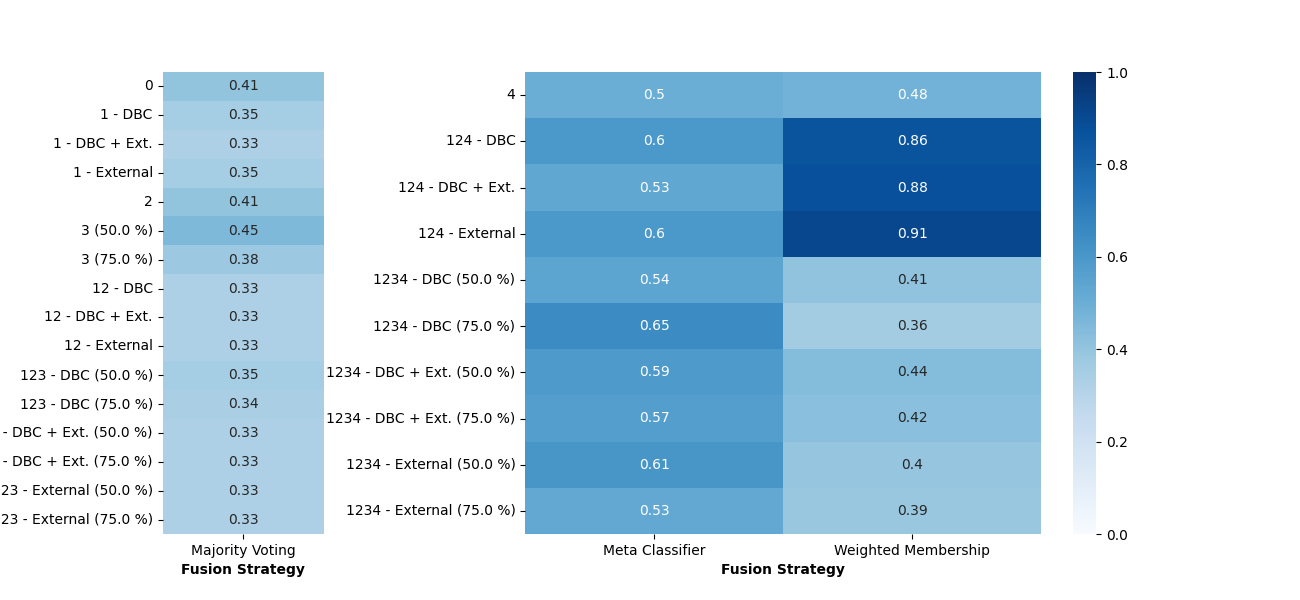 0 0.41
1 - DBC 0.35
1 - DBC + Ext. 0.33
1 - External 0.35
2 0.41
3 (50.0 %) 0.45
3 (75.0 %) 0.38
12 - DBC 0.33
12 - DBC + Ext. 0.33
12 - External 0.33
123 - DBC (50.0 %) 0.35
123 - DBC (75.0 %) 0.34
- DBC + Ext. (50.0 %) 0.33
- DBC + Ext. (75.0 %) 0.33
23 - External (50.0 %) 0.33
23 - External (75.0 %) 0.33
Majority Voting
Fusion Strategy
4 0.5 0.48
124 - DBC 0.6 0.86
124 - DBC + Ext. 0.53 0.88
124 - External 0.6 0.91
1234 - DBC (50.0 %) 0.54 0.41
1234 - DBC (75.0 %) 0.65 0.36
1234 - DBC + Ext. (50.0 %) 0.59 0.44
1234 - DBC + Ext. (75.0 %) 0.57 0.42
1234 - External (50.0 %) 0.61 0.4
1234 - External (75.0 %) 0.53 0.39
Meta Classifier Weighted Membership
Fusion Strategy
1.0
0.8
0.6
0.4
0.2
0.0